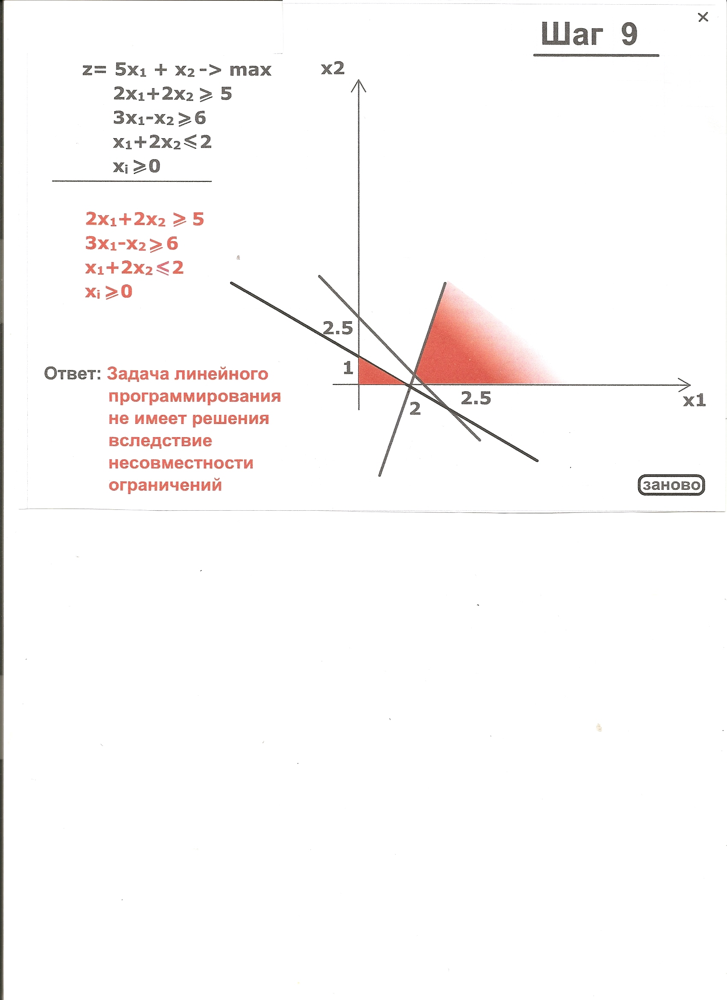 Шаг 9
×
z= 5x₁ + x₂ -> max
2x₁+2x₂ ⩾ 5
3x₁-x₂ ⩾ 6
x₁+2x₂ ⩽ 2
xᵢ ⩾ 0
2x₁+2x₂ ⩾ 5
3x₁-x₂ ⩾ 6
x₁+2x₂ ⩽ 2
xᵢ ⩾ 0
Ответ: Задача линейного
программирования
не имеет решения
вследствие
несовместности
ограничений
x2
2.5
1
2
2.5
x1
заново